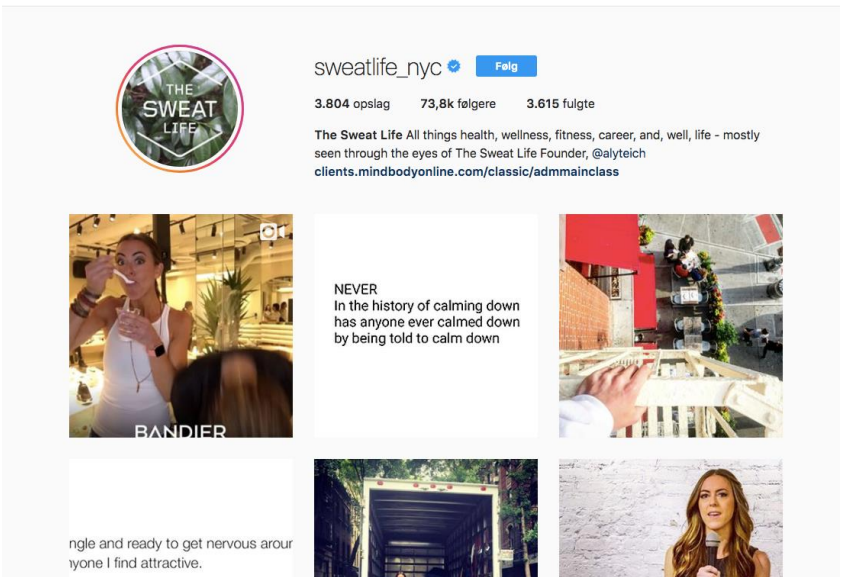 THE
SWEAT
LIFE
sweatlife_nyc Følg
3.804 opslag 73,8k følgere 3.615 fulgte
The Sweat Life All things health, wellness, fitness, career, and, well, life - mostly
seen through the eyes of The Sweat Life Founder, @alyteich
clients.mindbodyonline.com/classic/admmainclass
BANDIER
NEVER
In the history of calming down
has anyone ever calmed down
by being told to calm down
ngle and ready to get nervous arour
nyone I find attractive.